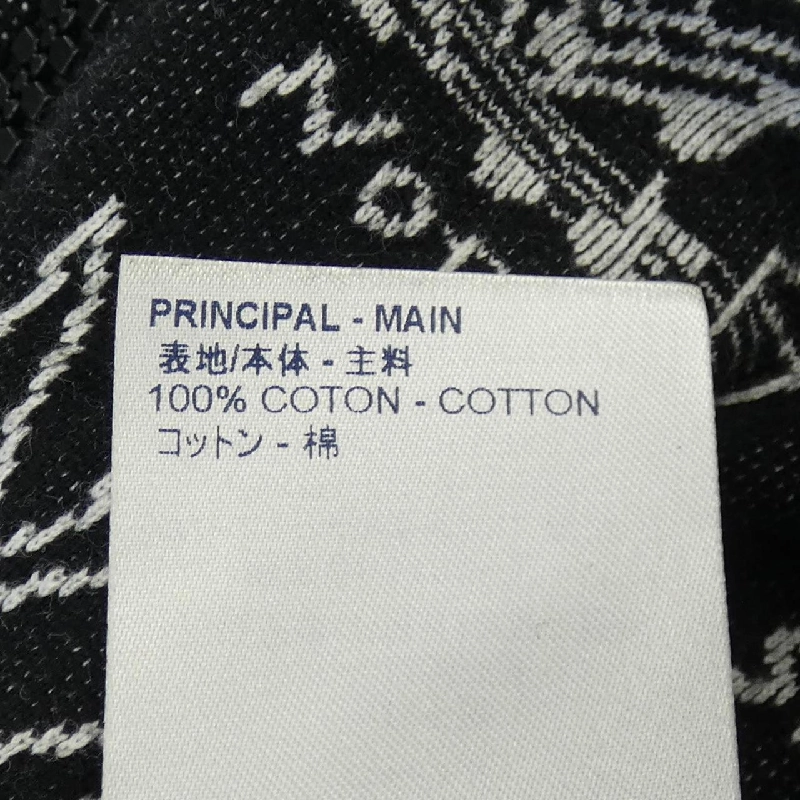 PRINCIPAL - MAIN
表地/本体 - 主料
100% COTON - COTTON
コットン - 棉